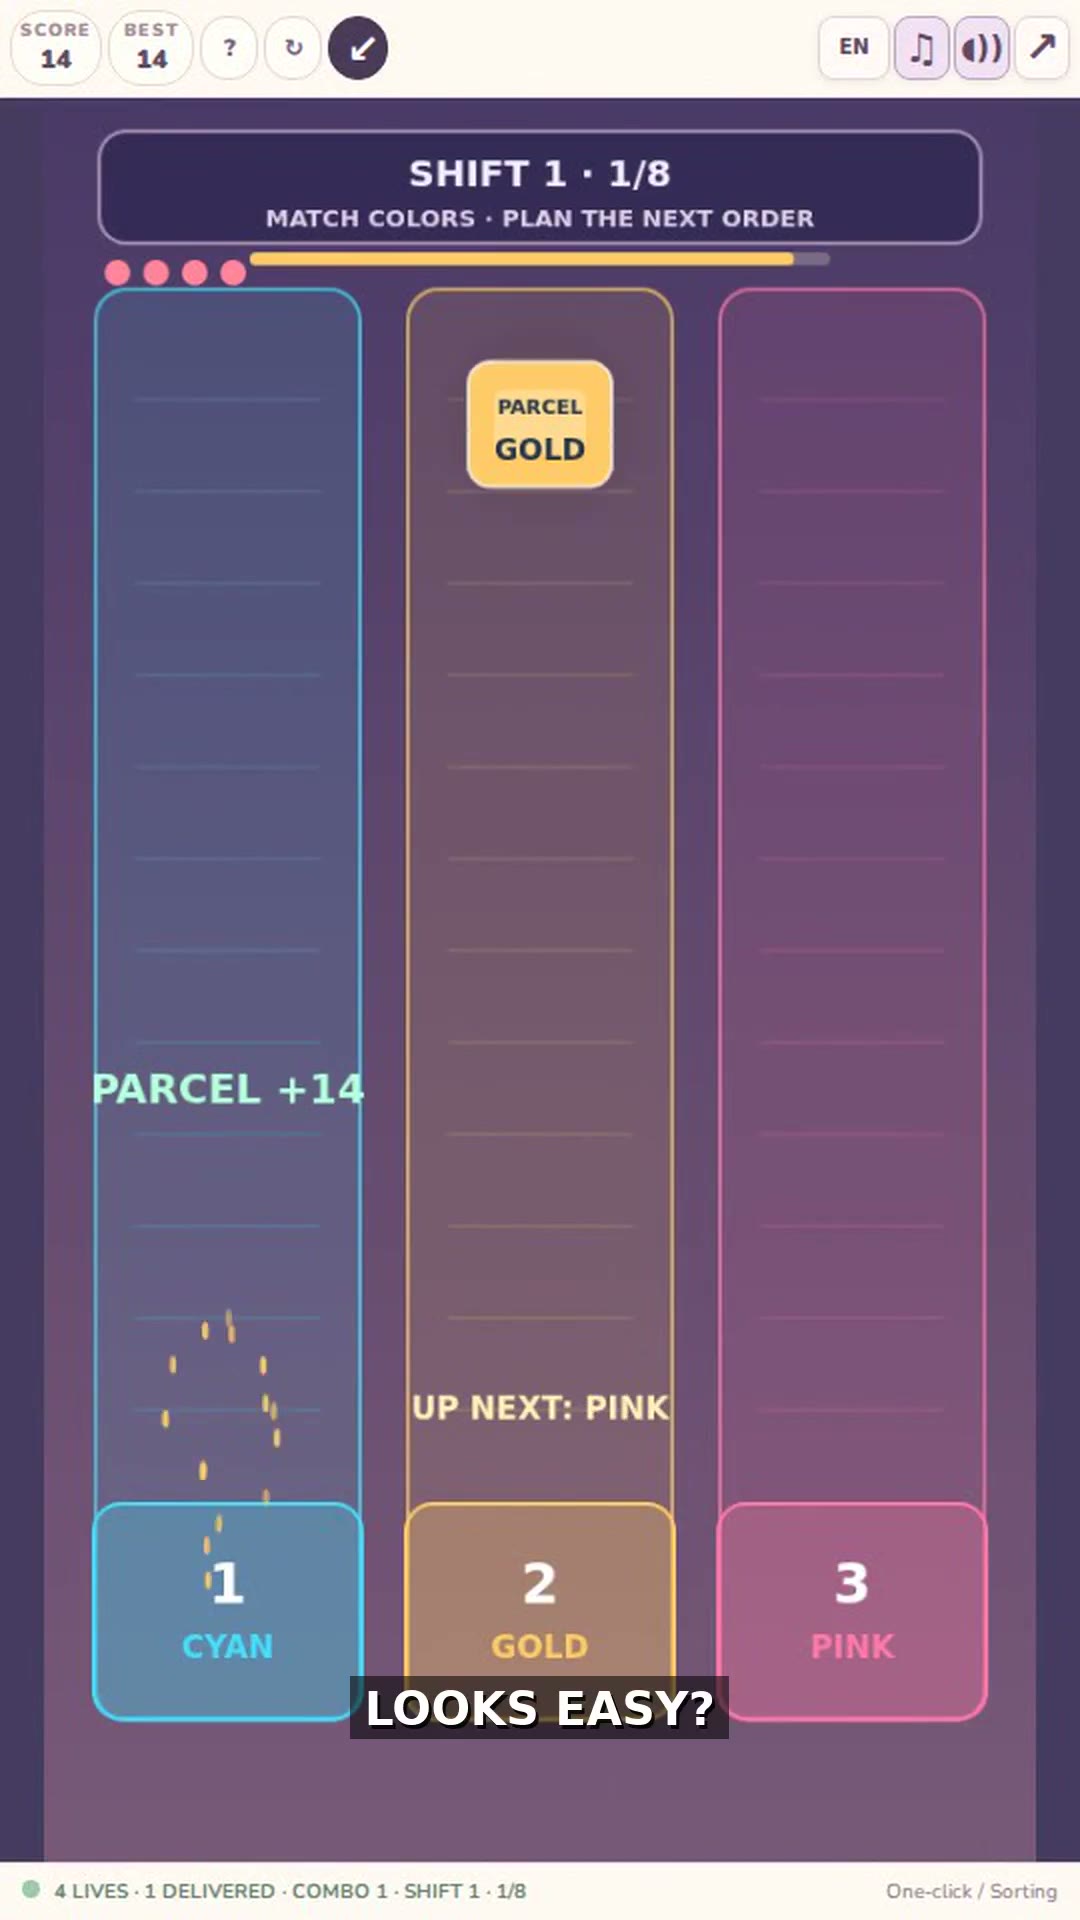 SCORE
14
BEST
14
?
↻
↙
EN
♫
↗
SHIFT 1 · 1/8
MATCH COLORS · PLAN THE NEXT ORDER
PARCEL
GOLD
PARCEL +14
UP NEXT: PINK
1
CYAN
2
GOLD
3
PINK
LOOKS EASY?
4 LIVES · 1 DELIVERED · COMBO 1 · SHIFT 1 · 1/8
One-click / Sorting